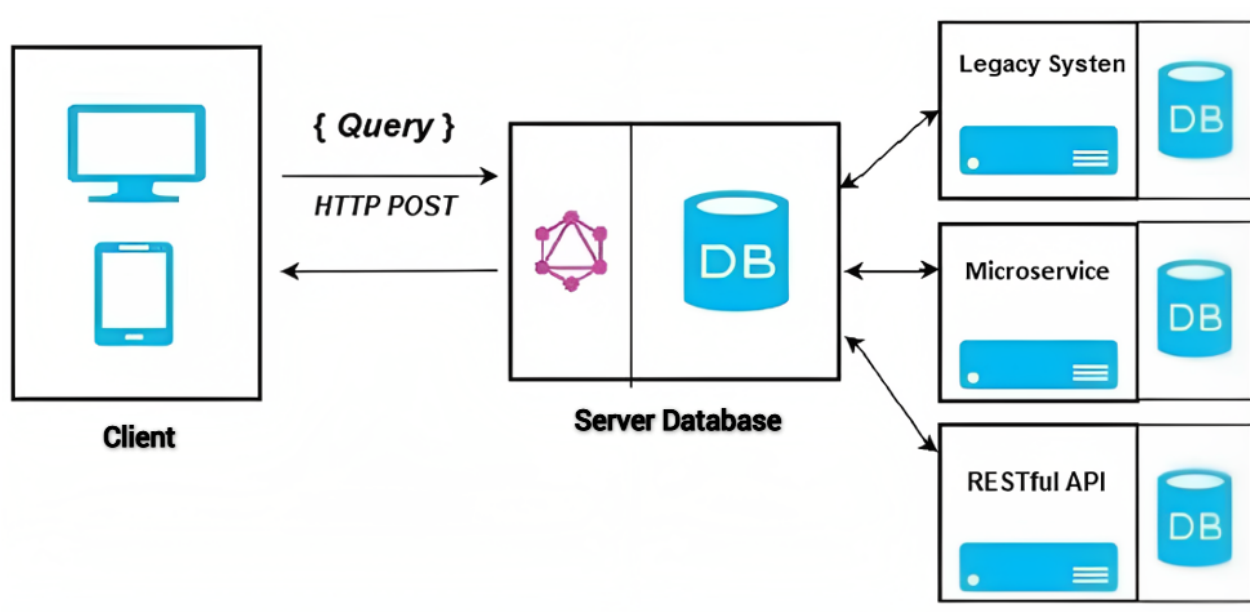 { Query }
HTTP POST
Client
DB
Server Database
Legacy Systen
DB
Microservice
DB
RESTful API
DB